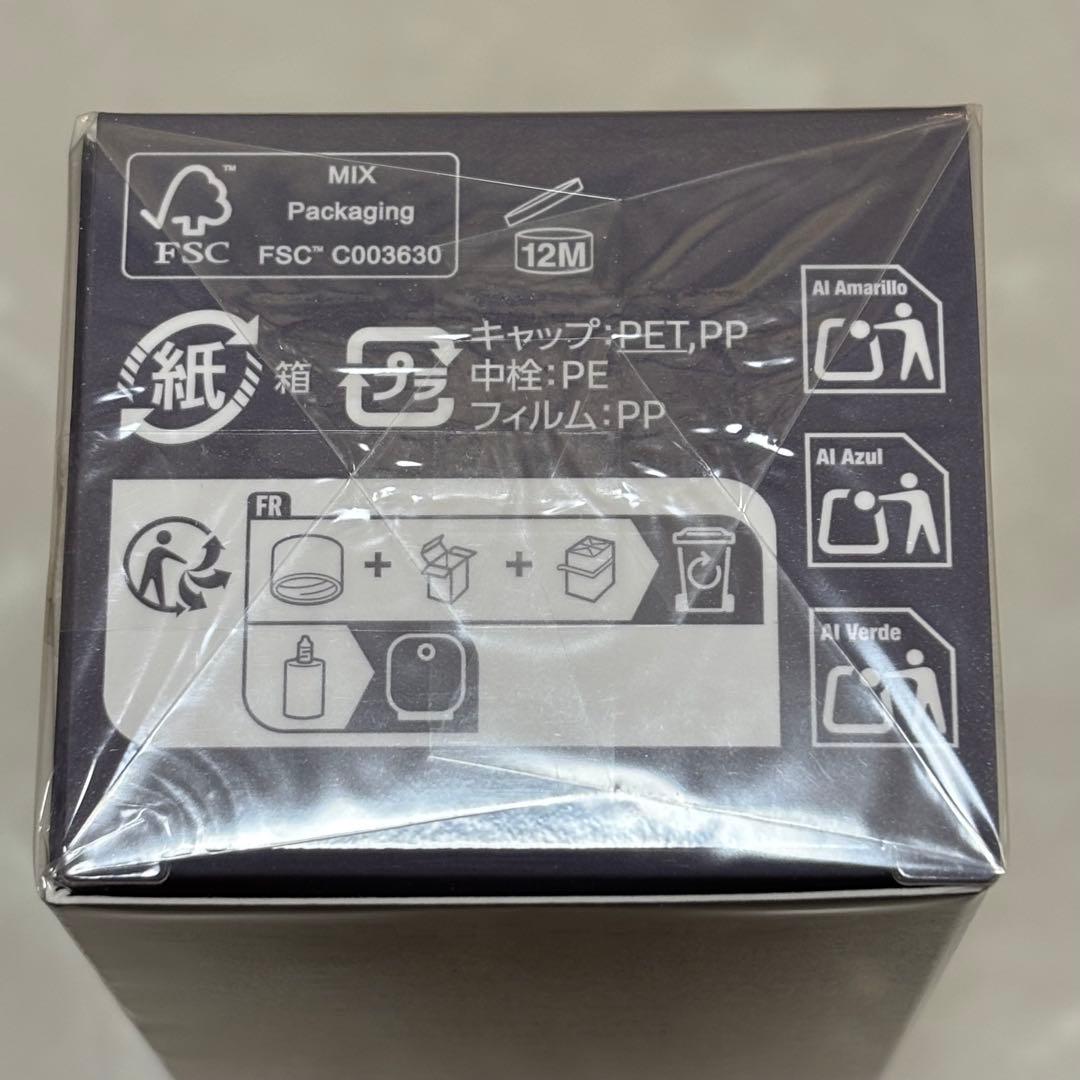 MIX
Packaging
FSC™ C003630
™
FSC
12M
紙
箱
プラ
キャップ:PET,PP
中栓:PE
フィルム:PP
Al Amarillo
Al Azul
Al Verde
FR